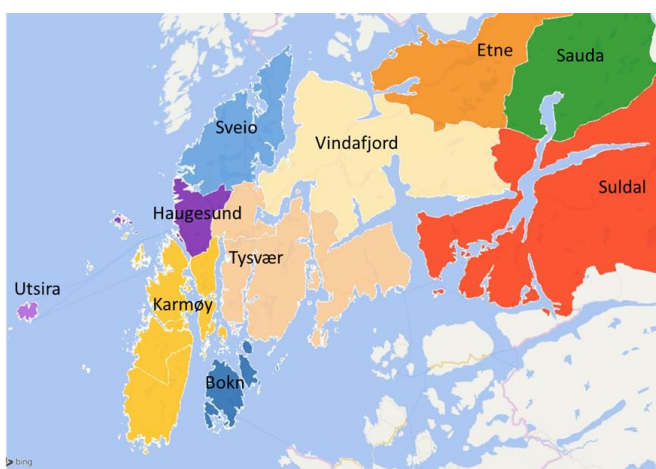 Etne
Sauda
Sveio
Vindafjord
Suldal
Haugesund
Tysvær
Utsira
Karmøy
Bokn
bing